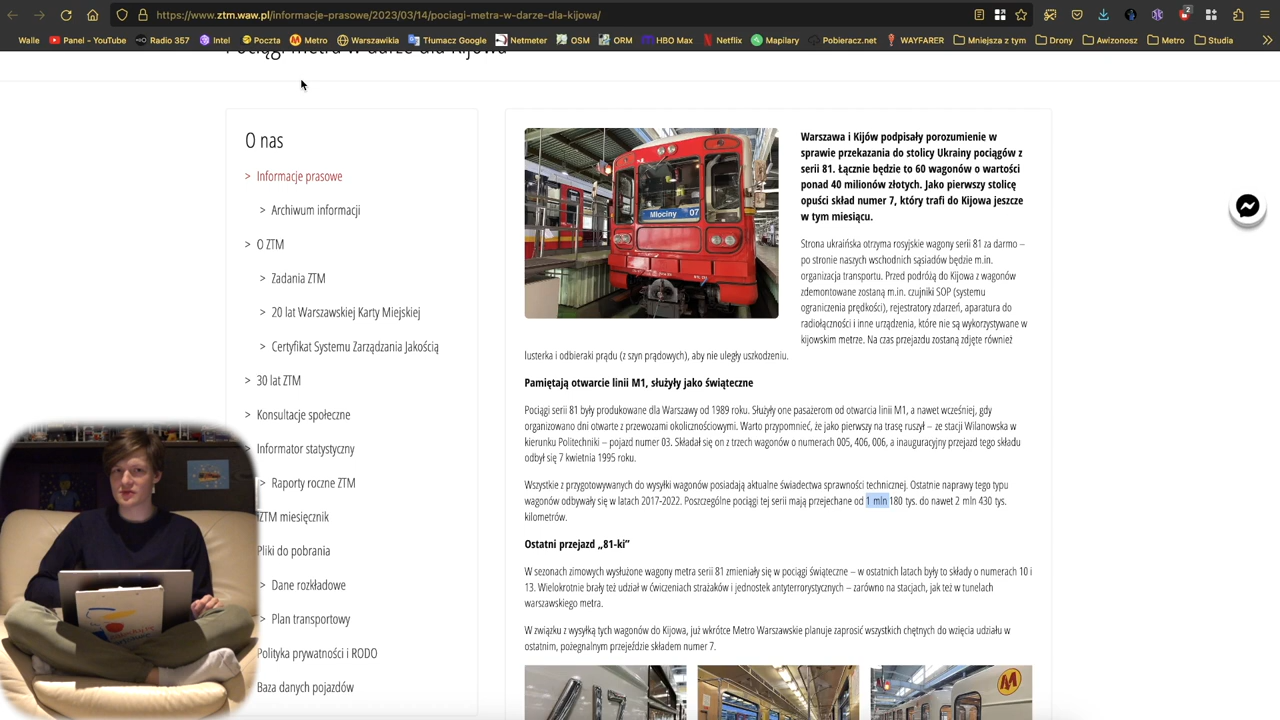 https://www.ztm.waw.pl/informacje-prasowe/2023/03/14/pociagi-metra-w-darze-dla-kijowa/
2
Walle Panel - YouTube Radio 357 Intel Poczta Metro Warszawikia Tłumacz Google Netmeter OSM ORM HBO Max Netflix Mapilary Pobieracz.net WAYFARER Mniejsza z tym Drony Awizonosz Metro Studia
Pociągi metra w darze dla Kijowa
O nas
> Informacje prasowe
> Archiwum informacji
> O ZTM
> Zadania ZTM
> 20 lat Warszawskiej Karty Miejskiej
> Certyfikat Systemu Zarządzania Jakością
> 30 lat ZTM
> Konsultacje społeczne
> Informator statystyczny
> Raporty roczne ZTM
iZTM miesięcznik
Pliki do pobrania
> Dane rozkładowe
> Plan transportowy
Polityka prywatności i RODO
Baza danych pojazdów
Młociny 07
Warszawa i Kijów podpisały porozumienie w
sprawie przekazania do stolicy Ukrainy pociągów z
serii 81. Łącznie będzie to 60 wagonów o wartości
ponad 40 milionów złotych. Jako pierwszy stolicę
opuści skład numer 7, który trafi do Kijowa jeszcze
w tym miesiącu.
Strona ukraińska otrzyma rosyjskie wagony serii 81 za darmo –
po stronie naszych wschodnich sąsiadów będzie m.in.
organizacja transportu. Przed podróżą do Kijowa z wagonów
zdemontowane zostaną m.in. czujniki SOP (systemu
ograniczenia prędkości), rejestratory zdarzeń, aparatura do
radiołączności i inne urządzenia, które nie są wykorzystywane w
kijowskim metrze. Na czas przejazdu zostaną zdjęte również
lusterka i odbieraki prądu (z szyn prądowych), aby nie uległy uszkodzeniu.
Pamiętają otwarcie linii M1, służyły jako świąteczne
Pociągi serii 81 były produkowane dla Warszawy od 1989 roku. Służyły one pasażerom od otwarcia linii M1, a nawet wcześniej, gdy
organizowano dni otwarte z przewozami okolicznościowymi. Warto przypomnieć, że jako pierwszy na trasę ruszył – ze stacji Wilanowska w
kierunku Politechniki – pojazd numer 03. Składał się on z trzech wagonów o numerach 005, 406, 006, a inauguracyjny przejazd tego składu
odbył się 7 kwietnia 1995 roku.
Wszystkie z przygotowywanych do wysyłki wagonów posiadają aktualne świadectwa sprawności technicznej. Ostatnie naprawy tego typu
wagonów odbywały się w latach 2017-2022. Poszczególne pociągi tej serii mają przejechane od 1 mln 180 tys. do nawet 2 mln 430 tys.
kilometrów.
Ostatni przejazd „81-ki”
W sezonach zimowych wysłużone wagony metra serii 81 zmieniały się w pociągi świąteczne – w ostatnich latach były to składy o numerach 10 i
13. Wielokrotnie brały też udział w ćwiczeniach strażaków i jednostek antyterrorystycznych – zarówno na stacjach, jak też w tunelach
warszawskiego metra.
W związku z wysyłką tych wagonów do Kijowa, już wkrótce Metro Warszawskie planuje zaprosić wszystkich chętnych do wzięcia udziału w
ostatnim, pożegnalnym przejeździe składem numer 7.
M